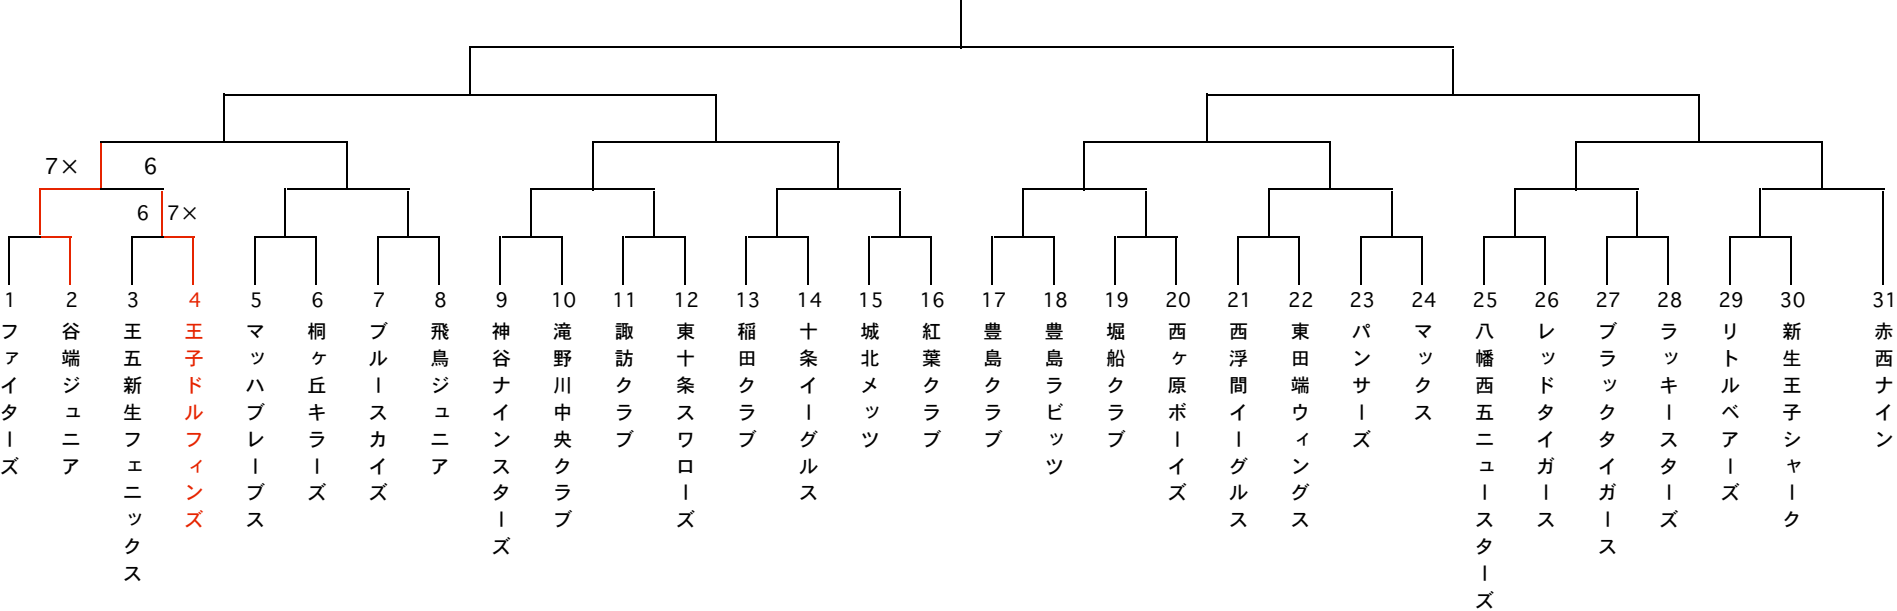 7× 6
6 7×
1 ファイターズ
2 谷端ジュニア
3 王五新生フェニックス
4 王子ドルフィンズ
5 マッハブレーブス
6 桐ヶ丘キラーズ
7 ブルースカイズ
8 飛鳥ジュニア
9 神谷ナインスターズ
10 滝野川中央クラブ
11 諏訪クラブ
12 東十条スワローズ
13 稲田クラブ
14 十条イーグルス
15 城北メッツ
16 紅葉クラブ
17 豊島クラブ
18 豊島ラビッツ
19 堀船クラブ
20 西ヶ原ボーイズ
21 西浮間イーグルス
22 東田端ウィングス
23 パンサーズ
24 マックス
25 八幡西五ニュースターズ
26 レッドタイガース
27 ブラックタイガース
28 ラッキースターズ
29 リトルベアーズ
30 新生王子シャーク
31 赤西ナイン